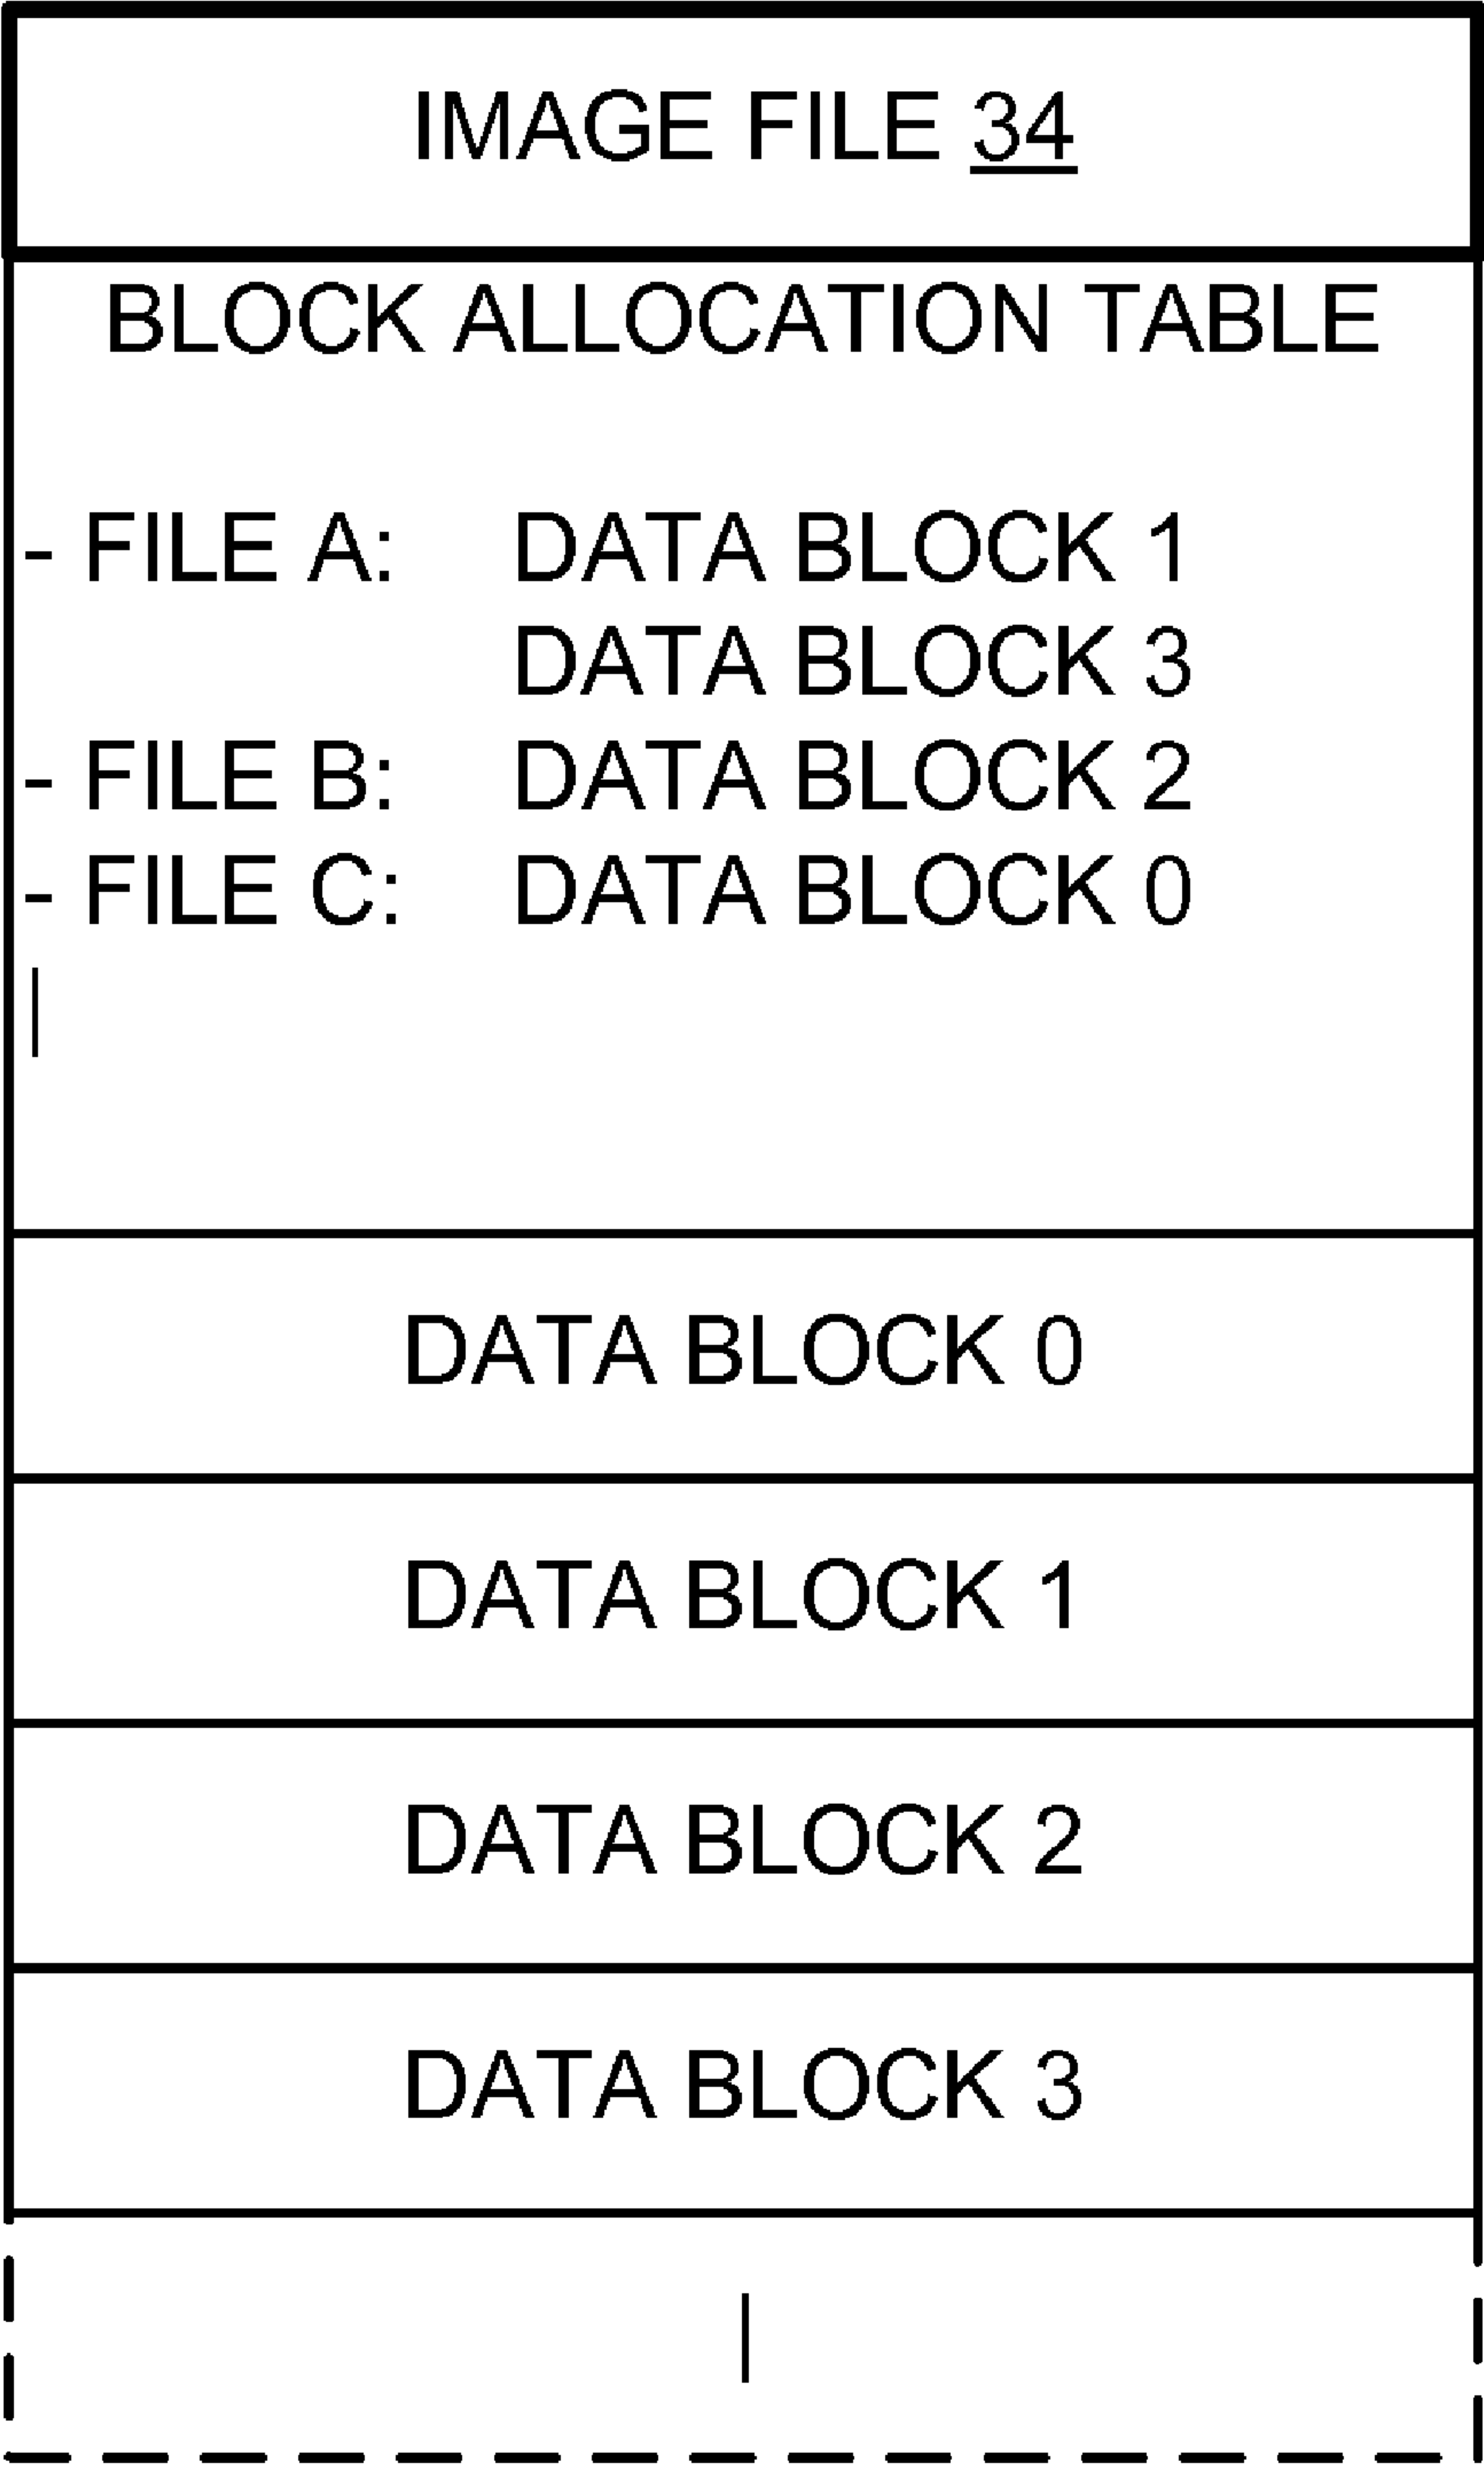 IMAGE FILE 34
BLOCK ALLOCATION TABLE
- FILE A: DATA BLOCK 1
DATA BLOCK 3
- FILE B: DATA BLOCK 2
- FILE C: DATA BLOCK 0
|
DATA BLOCK 0
DATA BLOCK 1
DATA BLOCK 2
DATA BLOCK 3
|